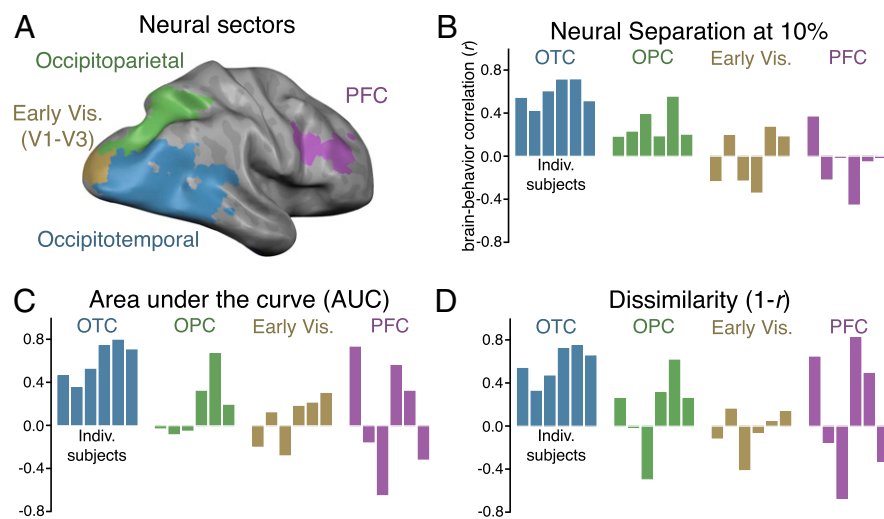 A
Neural sectors
Occipitoparietal
Early Vis.
(V1-V3)
PFC
Occipitotemporal
B
Neural Separation at 10%
brain-behavior correlation (r)
OTC
OPC
Early Vis.
PFC
0.8
0.4
0.0
-0.4
-0.8
Indiv.
subjects
C
Area under the curve (AUC)
OTC
OPC
Early Vis.
PFC
0.8
0.4
0.0
-0.4
-0.8
Indiv.
subjects
D
Dissimilarity (1-r)
OTC
OPC
Early Vis.
PFC
0.8
0.4
0.0
-0.4
-0.8
Indiv.
subjects